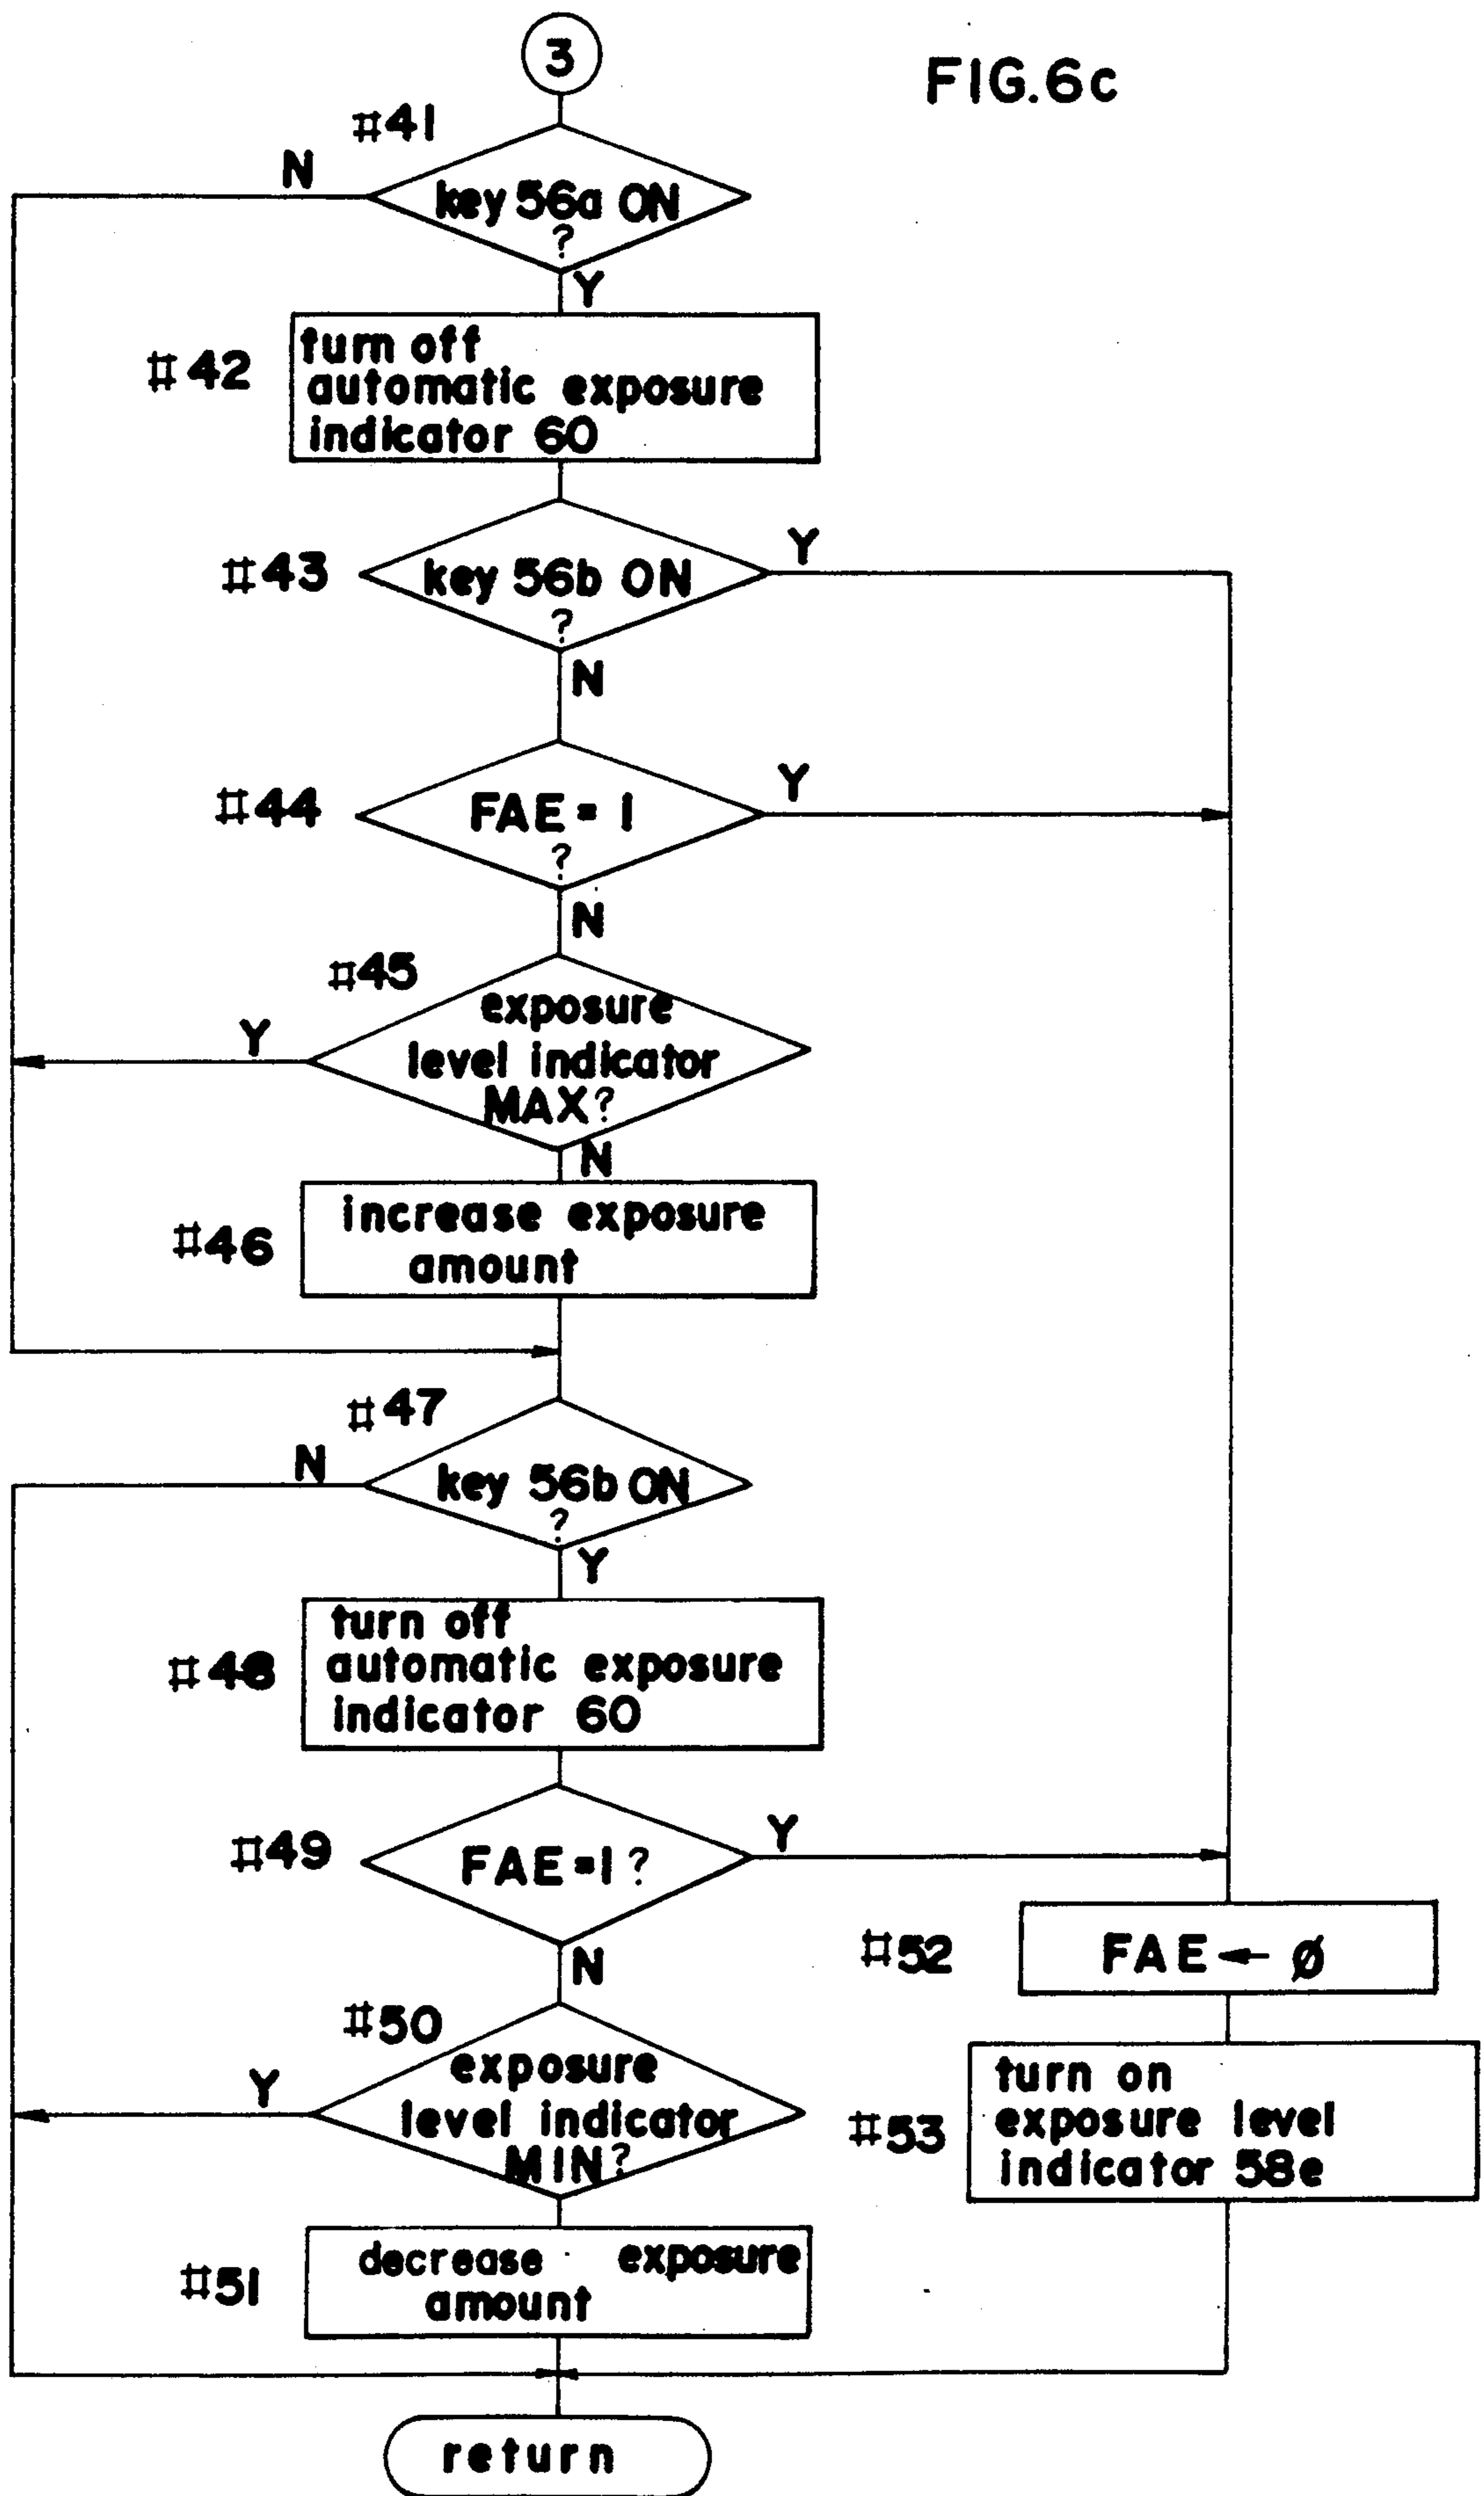 3
FIG.6c
#41
N
key 56a ON
?
Y
#42
turn off
automatic exposure
indicator 60
#43
key 56b ON
?
Y
N
#44
FAE = 1
?
Y
N
#45
exposure
level indicator
MAX?
Y
N
#46
increase exposure
amount
#47
N
key 56b ON
?
Y
#48
turn off
automatic exposure
indicator 60
#49
FAE=1?
Y
N
#52
FAE ← Ø
#50
exposure
level indicator
MIN?
Y
#53
turn on
exposure level
indicator 58e
#51
decrease exposure
amount
return